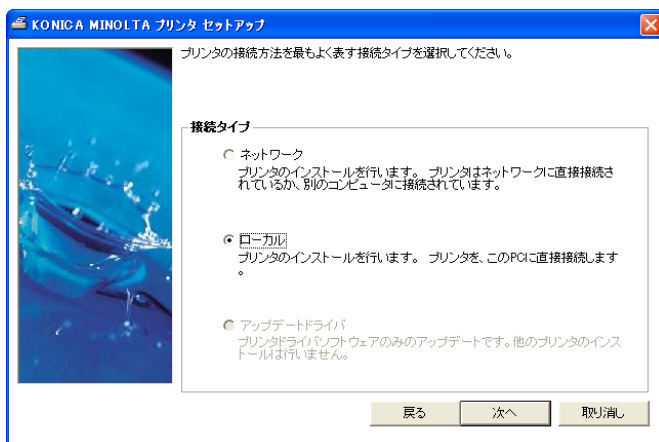 KONICA MINOLTA プリンタ セットアップ
プリンタの接続方法を最もよく表す接続タイプを選択してください。
接続タイプ
ネットワーク
プリンタのインストールを行います。 プリンタはネットワークに直接接続さ
れているか、別のコンピュータに接続されています。
ローカル
プリンタのインストールを行います。 プリンタを、このPCに直接接続します
。
アップデートドライバ
プリンタドライバソフトウェアのみのアップデートです。他のプリンタのインス
トールは行いません。
戻る 次へ 取り消し